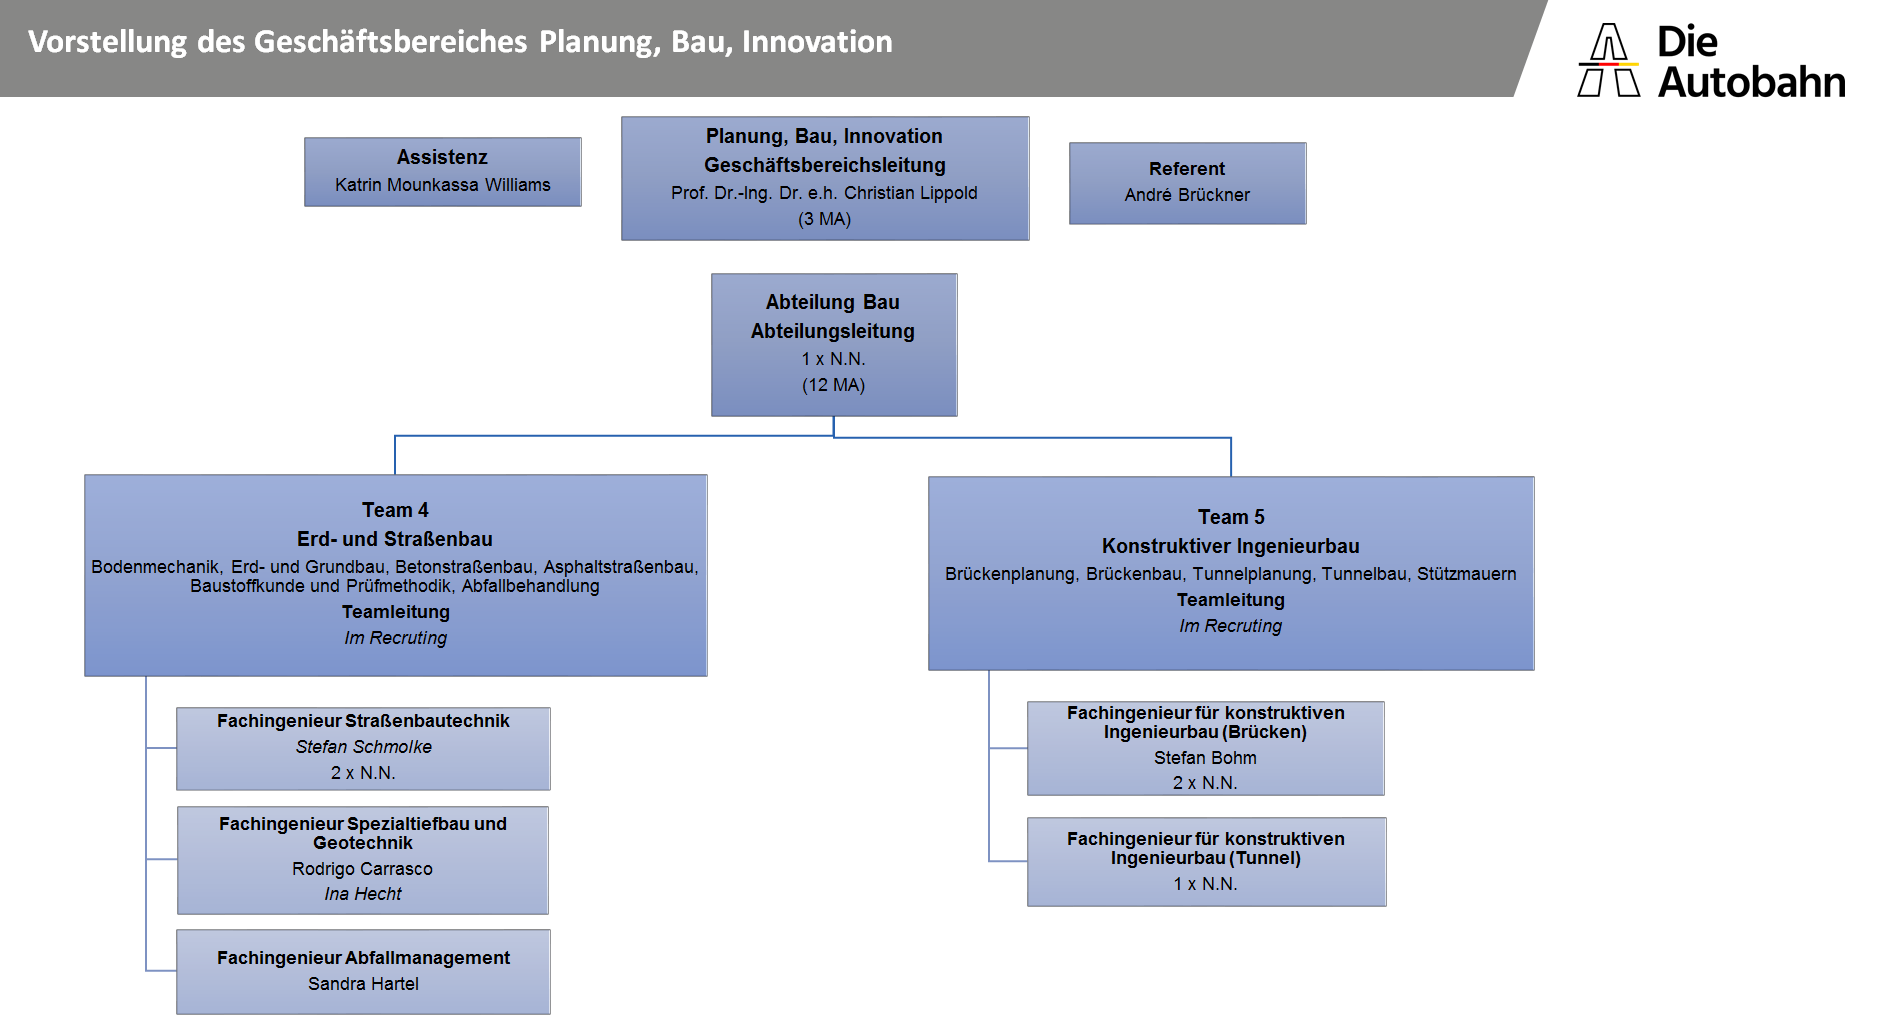 Vorstellung des Geschäftsbereiches Planung, Bau, Innovation
Die
Autobahn
Assistenz
Katrin Mounkassa Williams
Planung, Bau, Innovation
Geschäftsbereichsleitung
Prof. Dr.-Ing. Dr. e.h. Christian Lippold
(3 MA)
Referent
André Brückner
Abteilung Bau
Abteilungsleitung
1 x N.N.
(12 MA)
Team 4
Erd- und Straßenbau
Bodenmechanik, Erd- und Grundbau, Betonstraßenbau, Asphaltstraßenbau,
Baustoffkunde und Prüfmethodik, Abfallbehandlung
Teamleitung
Im Recruting
Fachingenieur Straßenbautechnik
Stefan Schmolke
2 x N.N.
Fachingenieur Spezialtiefbau und
Geotechnik
Rodrigo Carrasco
Ina Hecht
Fachingenieur Abfallmanagement
Sandra Hartel
Team 5
Konstruktiver Ingenieurbau
Brückenplanung, Brückenbau, Tunnelplanung, Tunnelbau, Stützmauern
Teamleitung
Im Recruting
Fachingenieur für konstruktiven
Ingenieurbau (Brücken)
Stefan Bohm
2 x N.N.
Fachingenieur für konstruktiven
Ingenieurbau (Tunnel)
1 x N.N.